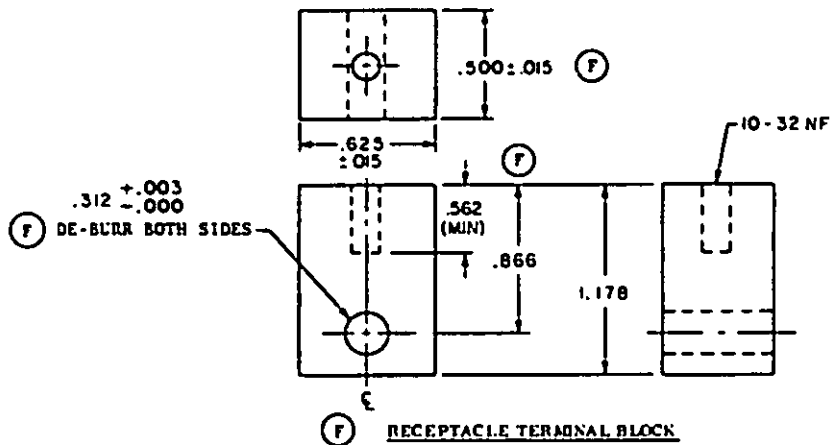 .500±.015 F
.625
±.015
10-32 NF
F
.312 +.003
-.000
F DE-BURR BOTH SIDES
.562
(MIN)
.866
1.178
℄
F RECEPTACLE TERMINAL BLOCK